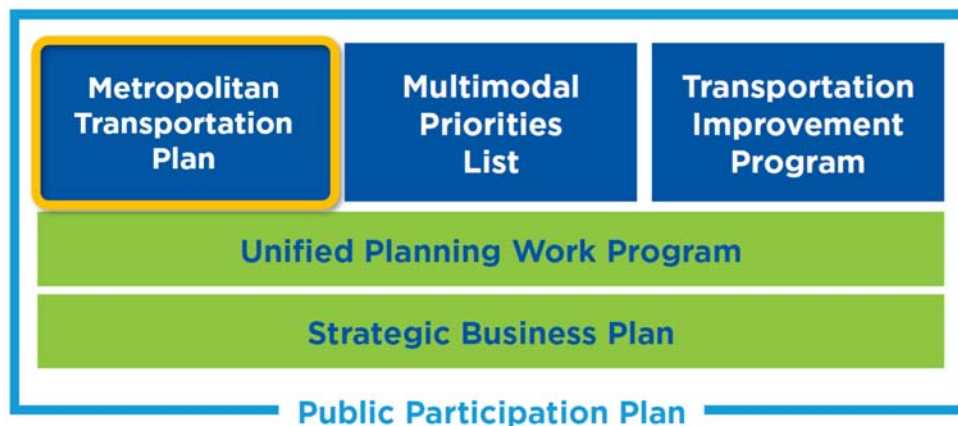 Metropolitan
Transportation
Plan
Multimodal
Priorities
List
Transportation
Improvement
Program
Unified Planning Work Program
Strategic Business Plan
Public Participation Plan